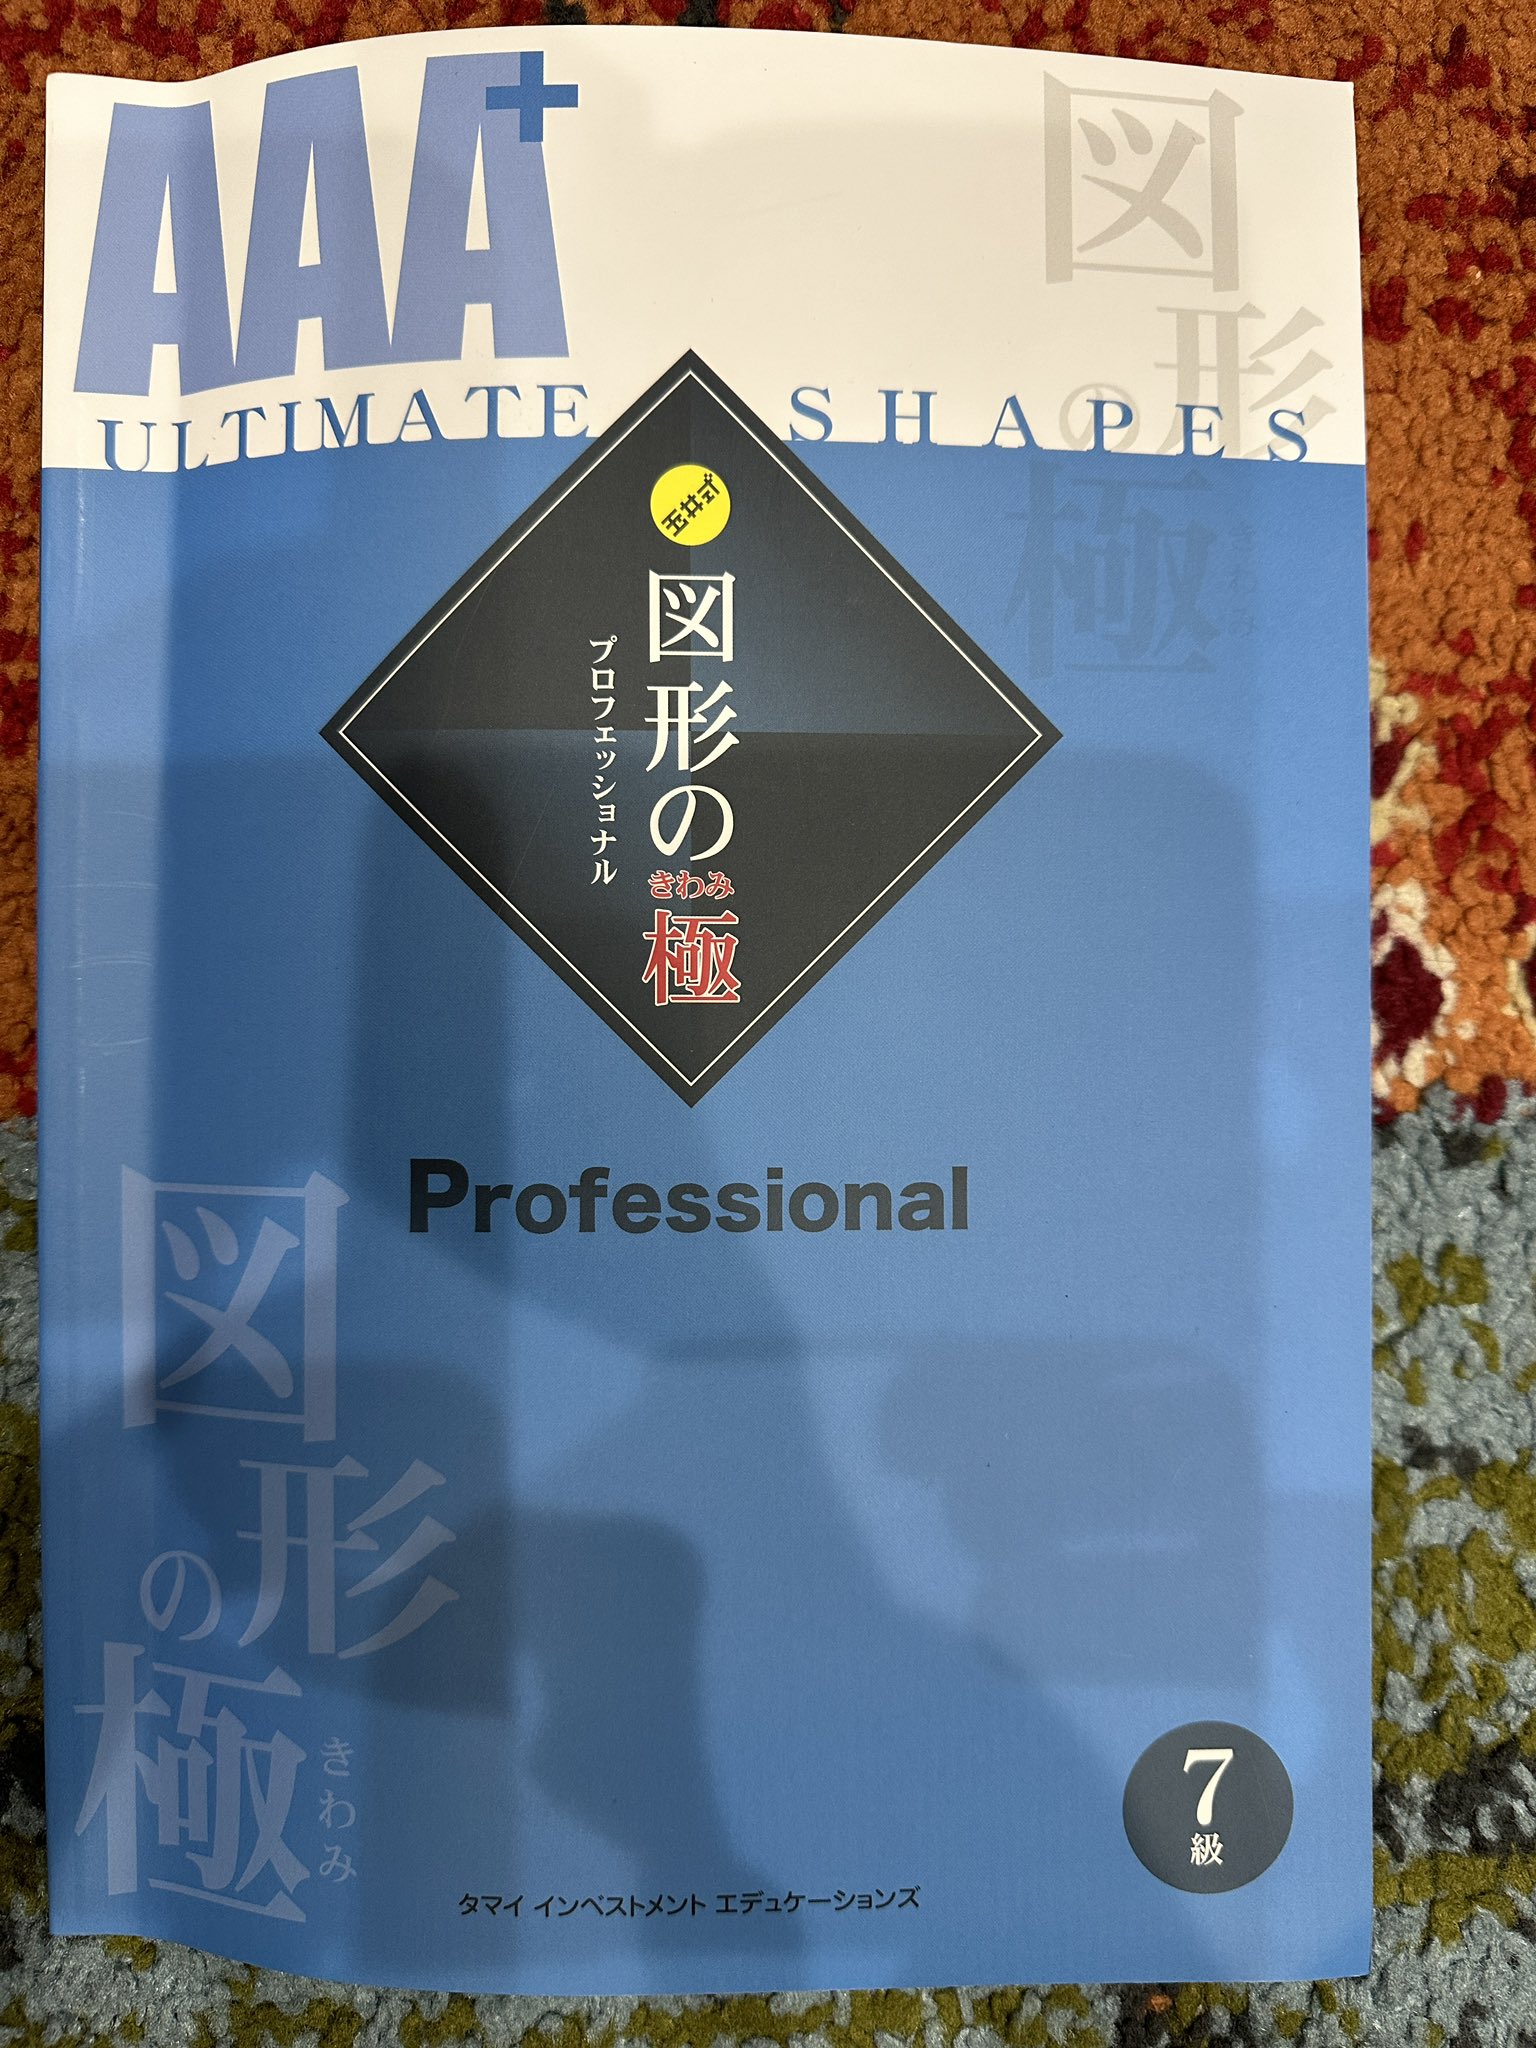 AAA+
ULTIMATE SHAPES
図形の極
きわみ
玉井式
図形の極
きわみ
プロフェッショナル
Professional
図形の極
きわみ
7級
タマイ インベストメント エデュケーションズ